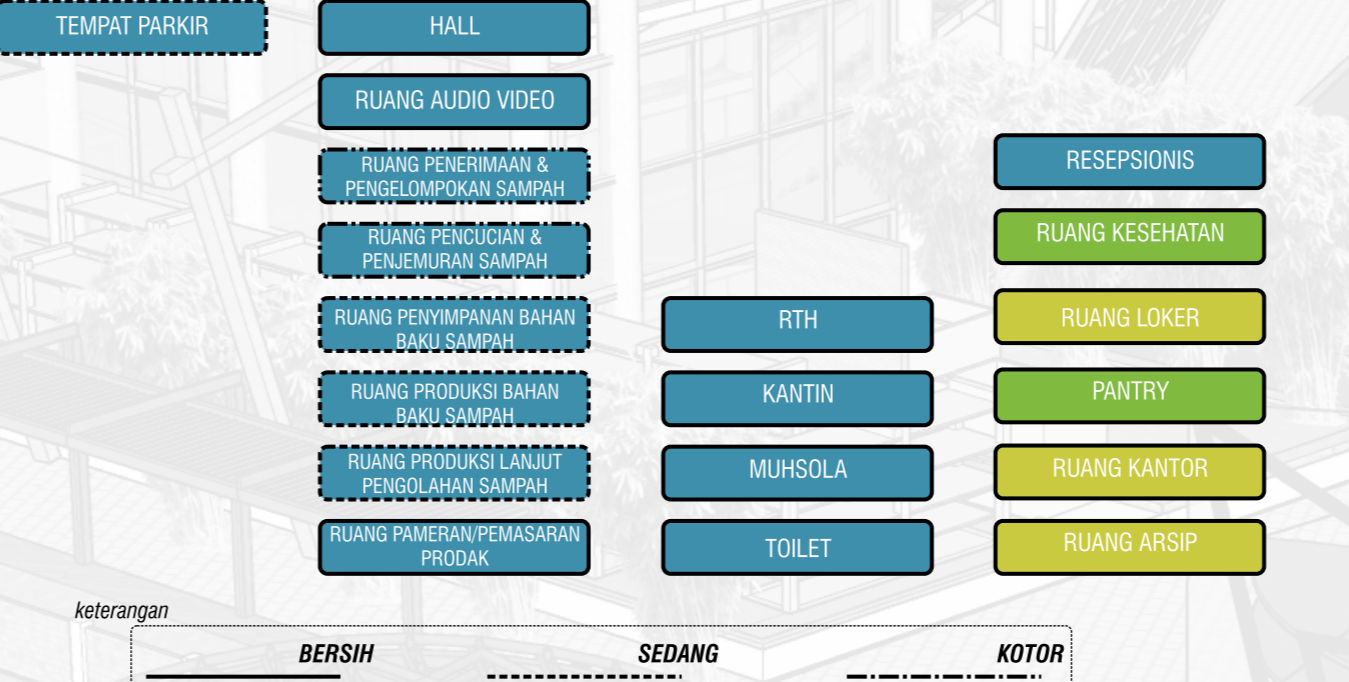 TEMPAT PARKIR
HALL
RUANG AUDIO VIDEO
RUANG PENERIMAAN &
PENGELOMPOKAN SAMPAH
RUANG PENCUCIAN &
PENJEMURAN SAMPAH
RUANG PENYIMPANAN BAHAN
BAKU SAMPAH
RUANG PRODUKSI BAHAN
BAKU SAMPAH
RUANG PRODUKSI LANJUT
PENGOLAHAN SAMPAH
RUANG PAMERAN/PEMASARAN
PRODAK
RTH
KANTIN
MUHSOLA
TOILET
RESEPSIONIS
RUANG KESEHATAN
RUANG LOKER
PANTRY
RUANG KANTOR
RUANG ARSIP
keterangan
BERSIH
SEDANG
KOTOR